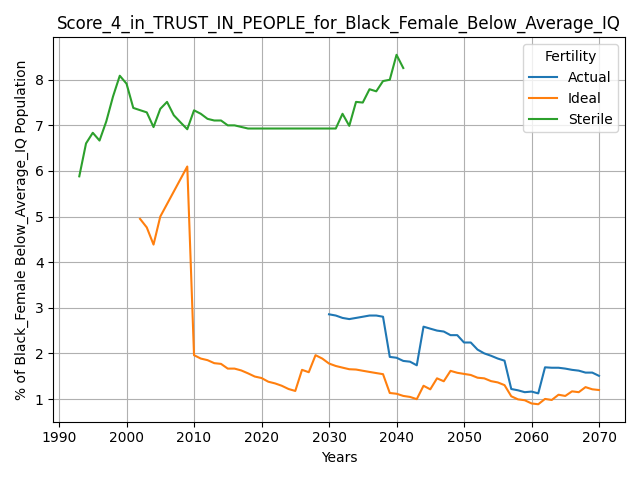 Score_4_in_TRUST_IN_PEOPLE_for_Black_Female_Below_Average_IQ
% of Black_Female Below_Average_IQ Population
8
7
6
5
4
3
2
1
Fertility
Actual
Ideal
Sterile
1990 2000 2010 2020 2030 2040 2050 2060 2070
Years